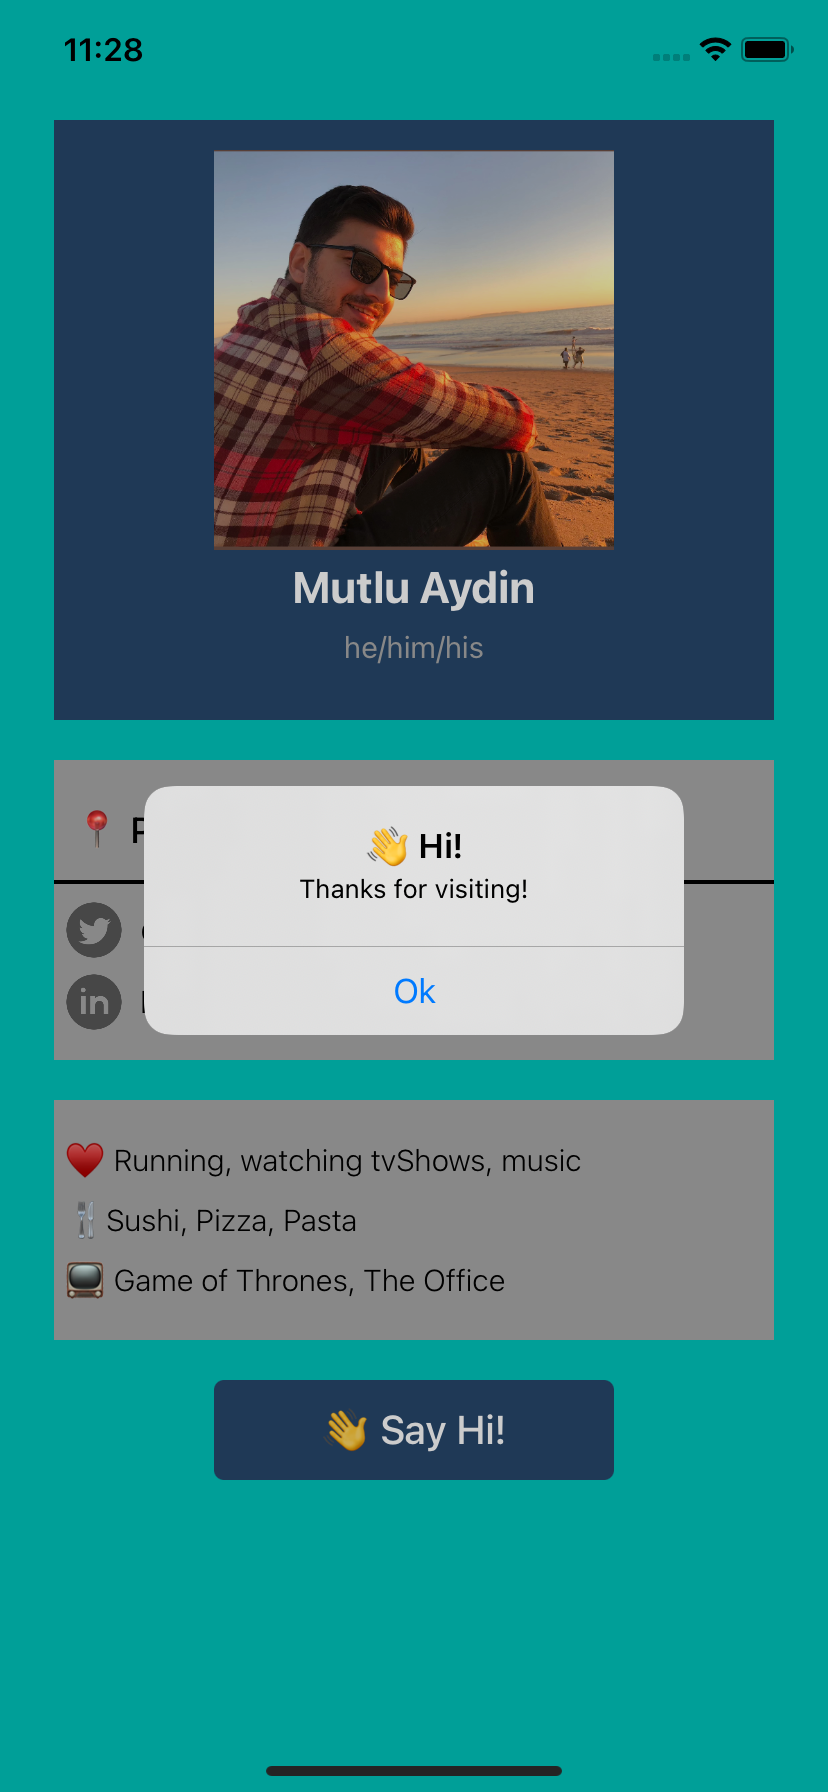 11:28
Mutlu Aydin
he/him/his
📍
👋 Hi!
Thanks for visiting!
in
Ok
♥️ Running, watching tvShows, music
🍴 Sushi, Pizza, Pasta
📺 Game of Thrones, The Office
👋 Say Hi!